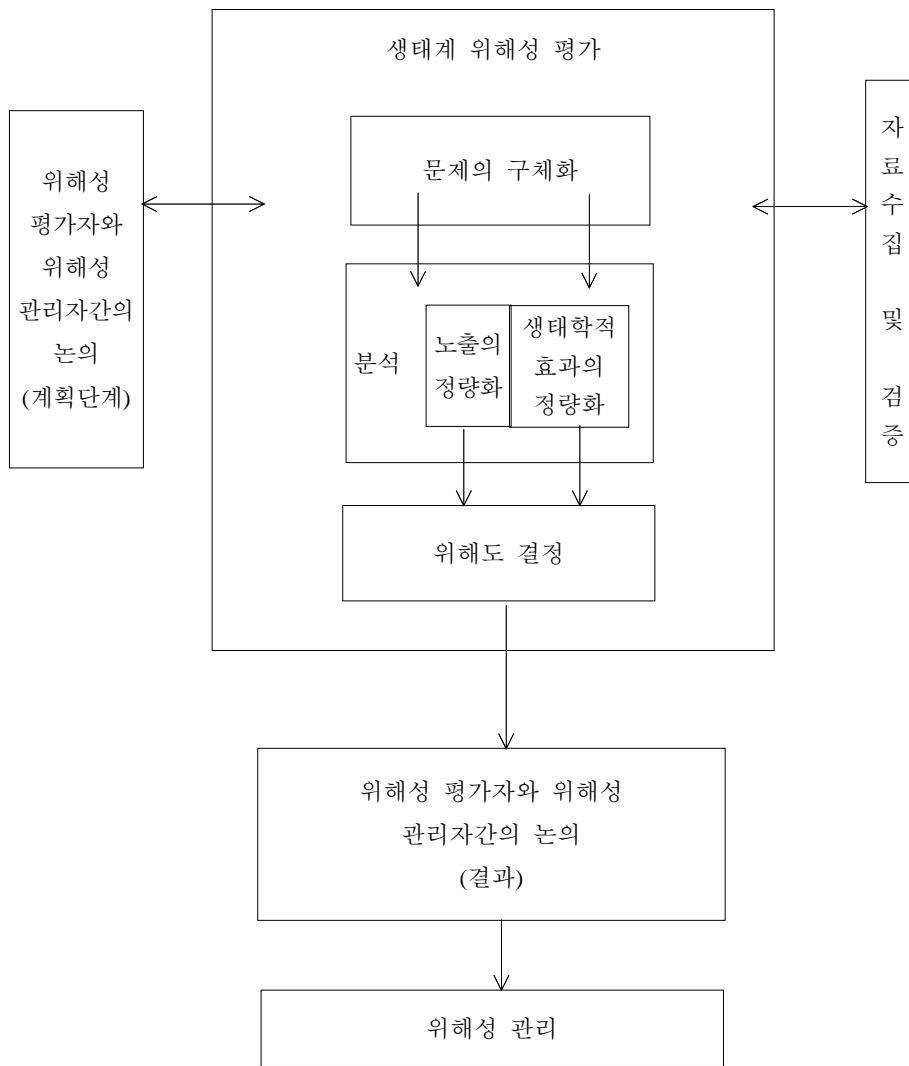 생태계 위해성 평가
위해성
평가자와
위해성
관리자간의
논의
(계획단계)
문제의 구체화
분석
노출의
정량화
생태학적
효과의
정량화
위해도 결정
자
료
수
집
및
검
증
위해성 평가자와 위해성
관리자간의 논의
(결과)
위해성 관리